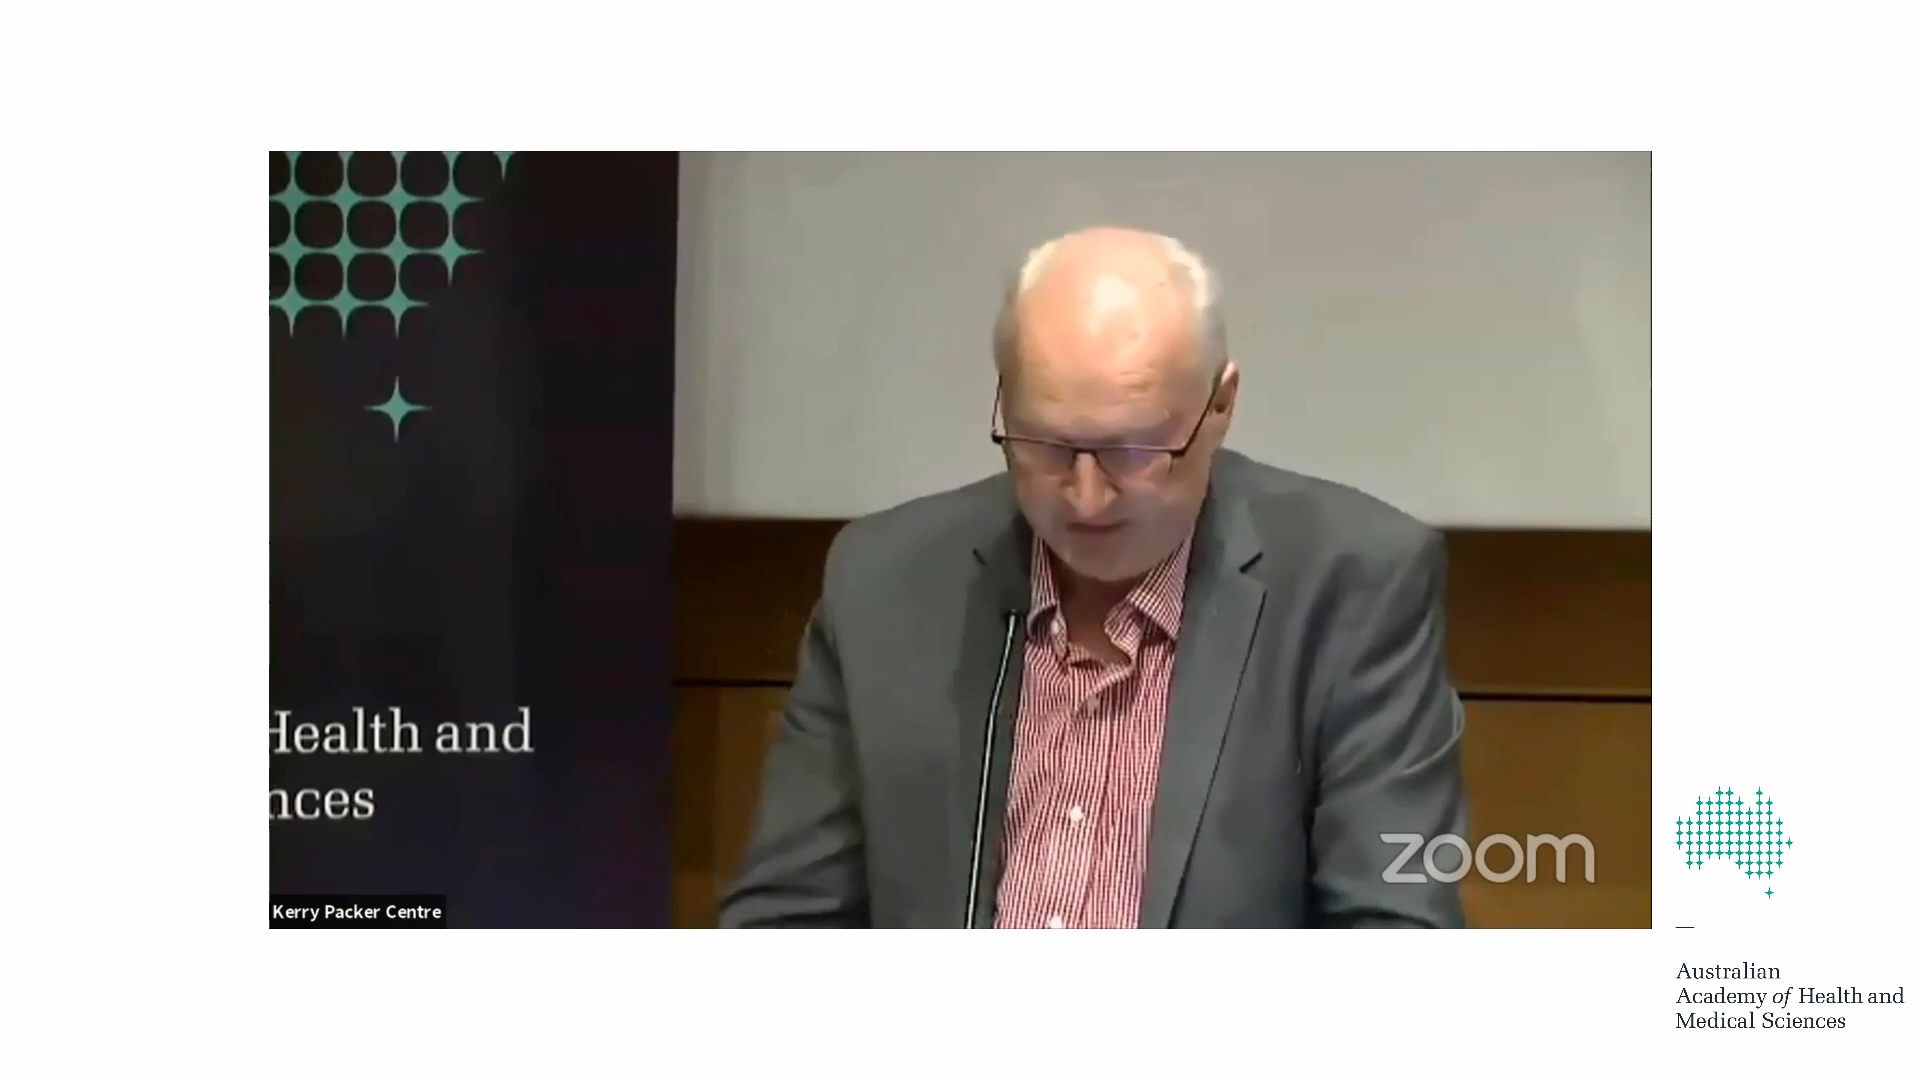 Health and
nces
Kerry Packer Centre
zoom
Australian
Academy of Health and
Medical Sciences